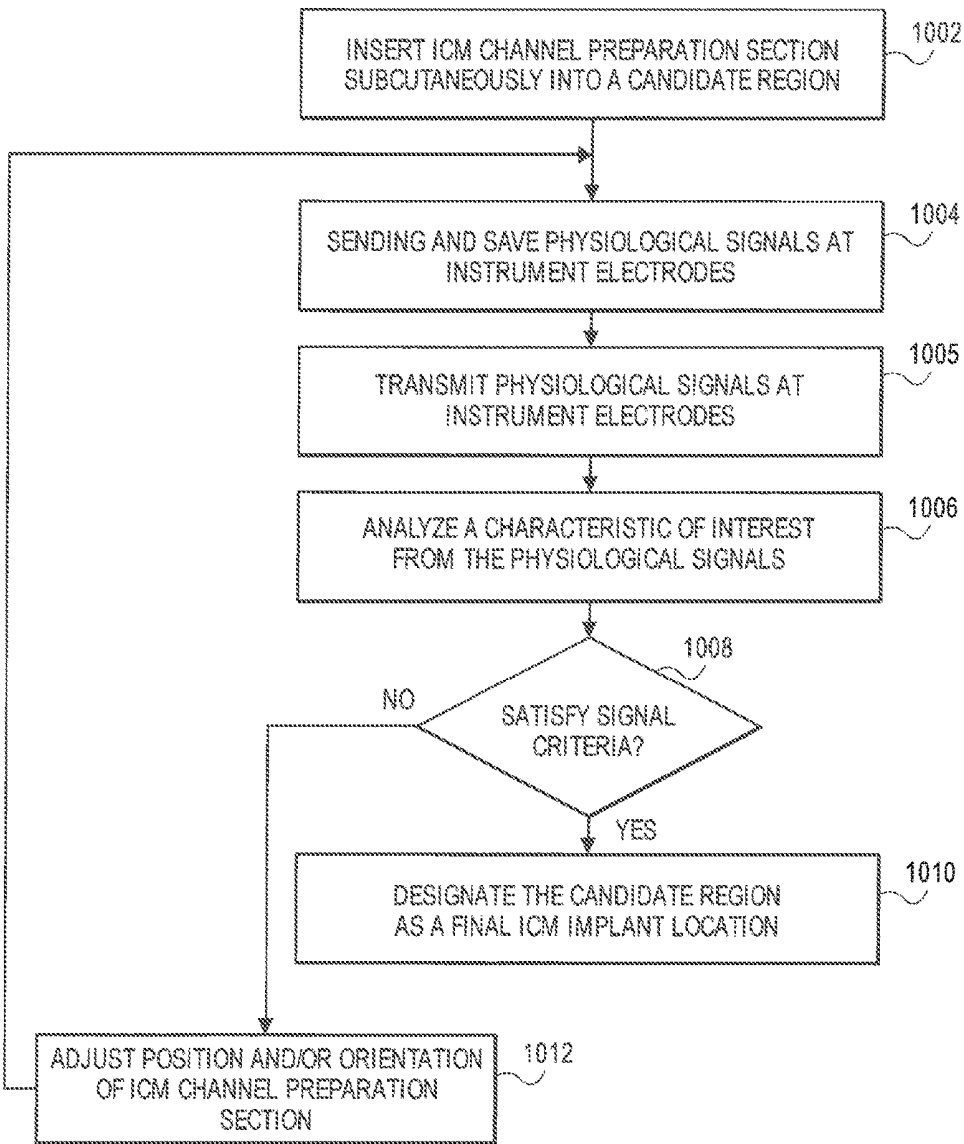 1002
INSERT ICM CHANNEL PREPARATION SECTION
SUBCUTANEOUSLY INTO A CANDIDATE REGION
1004
SENDING AND SAVE PHYSIOLOGICAL SIGNALS AT
INSTRUMENT ELECTRODES
1005
TRANSMIT PHYSIOLOGICAL SIGNALS AT
INSTRUMENT ELECTRODES
1006
ANALYZE A CHARACTERISTIC OF INTEREST
FROM THE PHYSIOLOGICAL SIGNALS
1008
NO
SATISFY SIGNAL
CRITERIA?
YES
1010
DESIGNATE THE CANDIDATE REGION
AS A FINAL ICM IMPLANT LOCATION
1012
ADJUST POSITION AND/OR ORIENTATION
OF ICM CHANNEL PREPARATION
SECTION